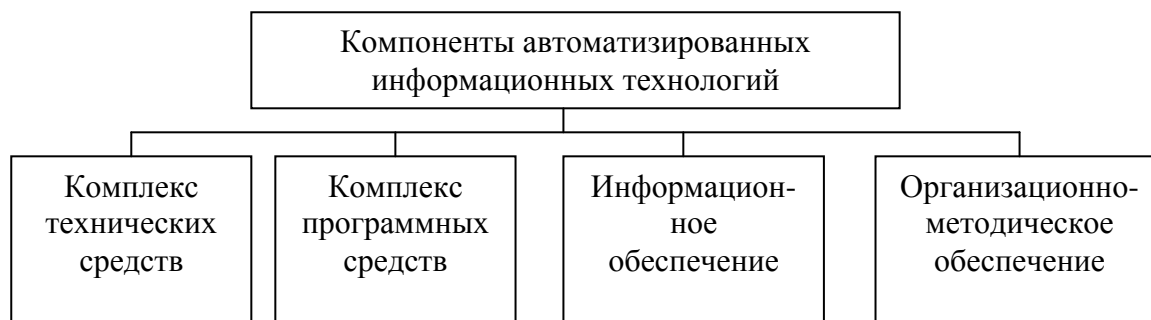 Компоненты автоматизированных
информационных технологий
Комплекс
технических
средств
Комплекс
программных
средств
Информацион-
ное
обеспечение
Организационно-
методическое
обеспечение